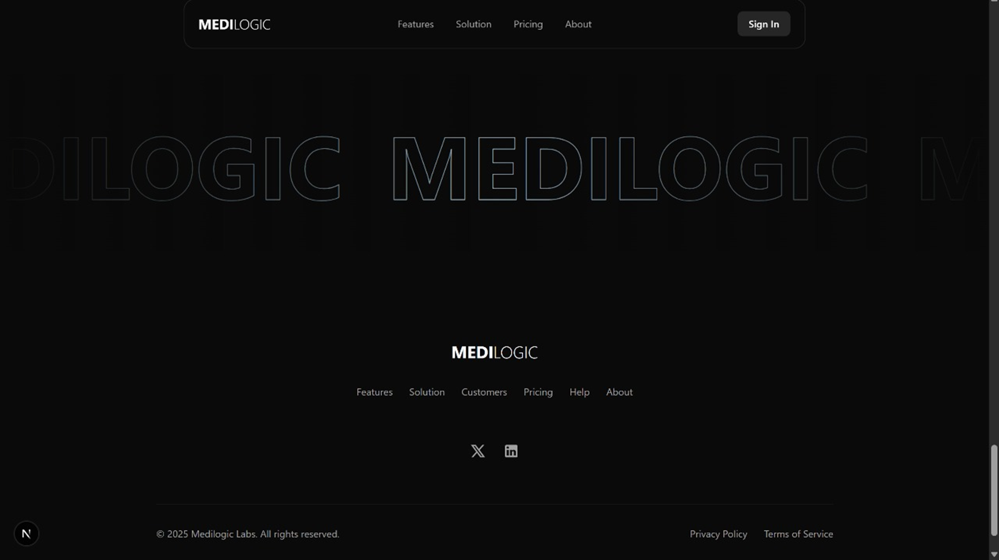 MEDILOGIC Features Solution Pricing About Sign In
DILOGIC MEDILOGIC M
MEDILOGIC
Features Solution Customers Pricing Help About
X in
N
© 2025 Medilogic Labs. All rights reserved. Privacy Policy Terms of Service